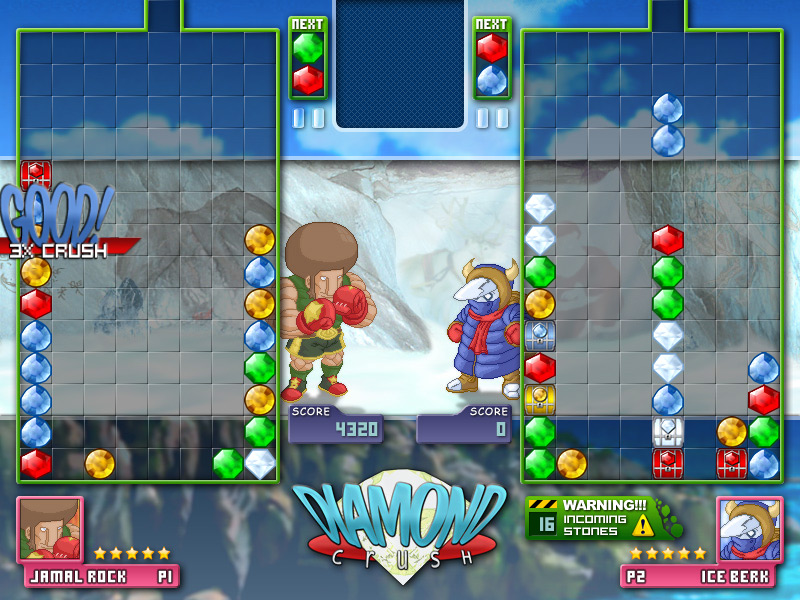 NEXT
NEXT
GOOD!
3X CRUSH
SCORE
4320
SCORE
0
DIAMOND
CRUSH
WARNING!!!
16
INCOMING
STONES
JAMAL ROCK P1
P2 ICE BERK